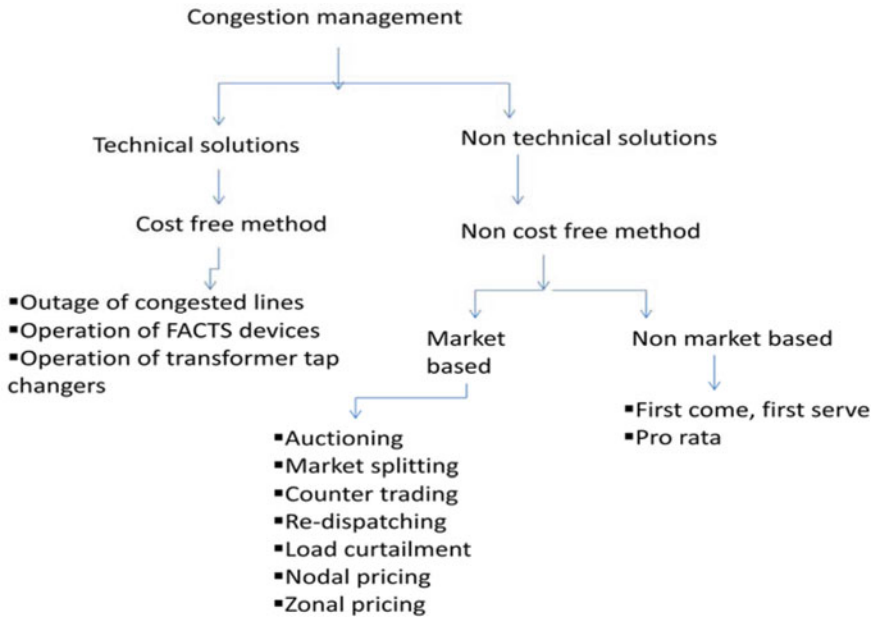 Congestion management
Technical solutions
Non technical solutions
Cost free method
Non cost free method
▪Outage of congested lines
▪Operation of FACTS devices
▪Operation of transformer tap
changers
Market
based
Non market based
▪First come, first serve
▪Pro rata
▪Auctioning
▪Market splitting
▪Counter trading
▪Re-dispatching
▪Load curtailment
▪Nodal pricing
▪Zonal pricing